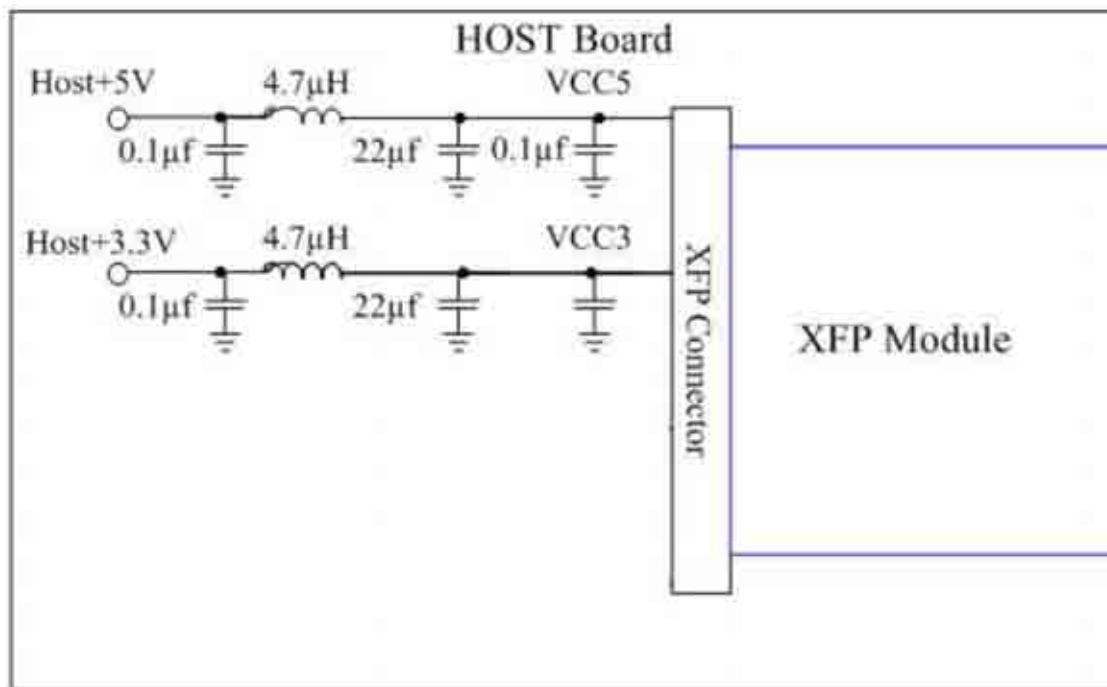 HOST Board
Host+5V
4.7μH
VCC5
0.1μf
22μf
0.1μf
Host+3.3V
4.7μH
VCC3
0.1μf
22μf
XFP Connector
XFP Module